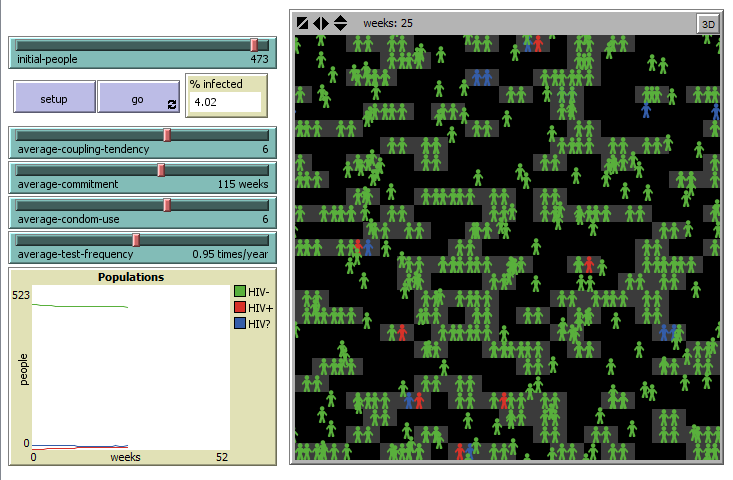 weeks: 25
3D
initial-people 473
setup
go
% infected
4.02
average-coupling-tendency 6
average-commitment 115 weeks
average-condom-use 6
average-test-frequency 0.95 times/year
Populations
523
people
0
0 weeks 52
HIV-
HIV+
HIV?